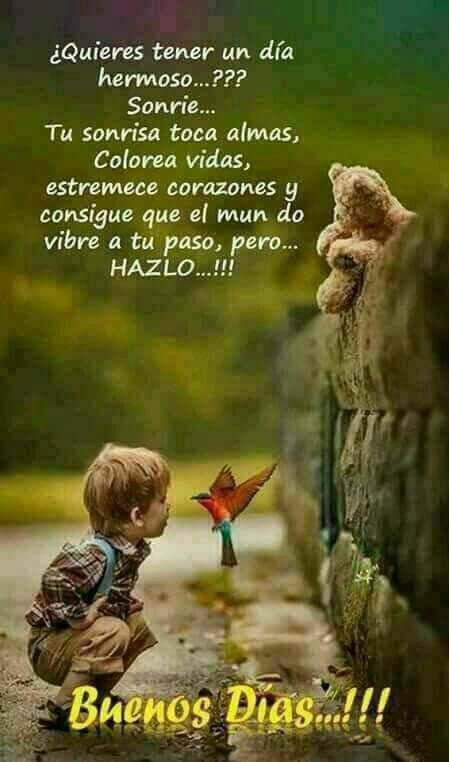 ¿Quieres tener un día
hermoso...???
Sonrie...
Tu sonrisa toca almas,
Colorea vidas,
estremece corazones y
consigue que el mun do
vibre a tu paso, pero...
HAZLO...!!!
Buenos Días...!!!